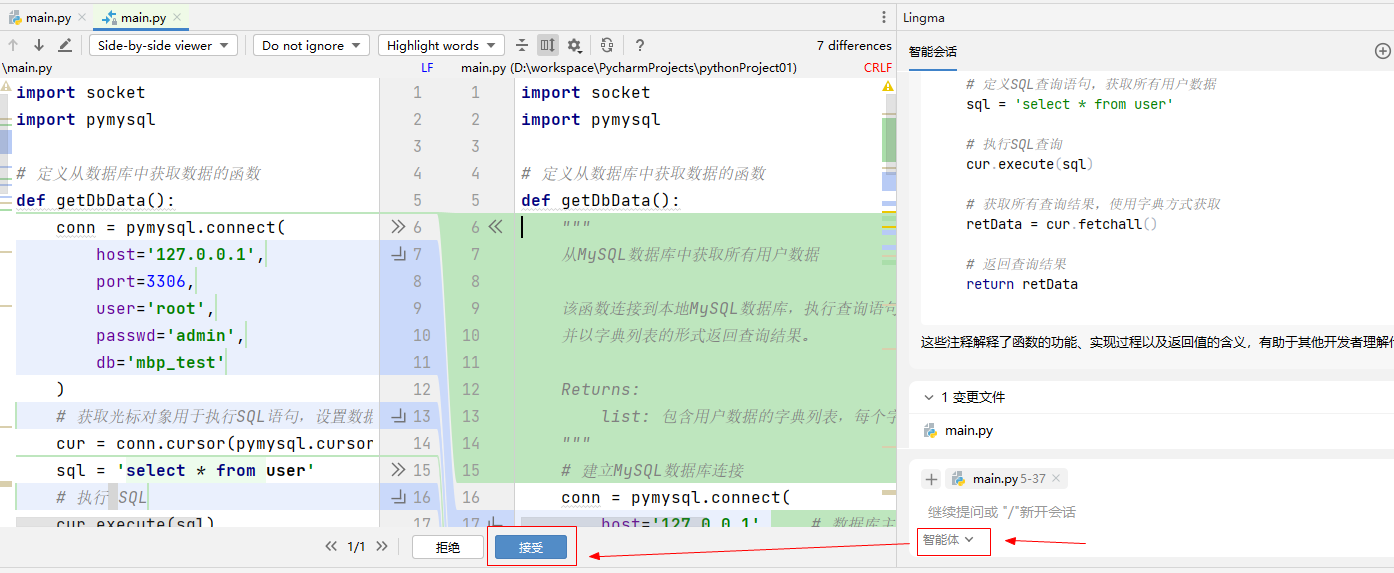 main.py
main.py
Side-by-side viewer
Do not ignore
Highlight words
?
7 differences
\main.py
LF
main.py (D:\workspace\PycharmProjects\pythonProject01)
CRLF
import socket
import pymysql

# 定义从数据库中获取数据的函数
def getDbData():
    conn = pymysql.connect(
        host='127.0.0.1',
        port=3306,
        user='root',
        passwd='admin',
        db='mbp_test'
    )
    # 获取光标对象用于执行SQL语句，设置数据
    cur = conn.cursor(pymysql.cursor
    sql = 'select * from user'
    # 执行 SQL
    cur.execute(sql)
1 1
2 2
3 3
4 4
5 5
6 6
7 7
8 8
9 9
10 10
11 11
12 12
13 13
14 14
15 15
16 16
17 17
import socket
import pymysql

# 定义从数据库中获取数据的函数
def getDbData():
    """
    从MySQL数据库中获取所有用户数据

    该函数连接到本地MySQL数据库，执行查询语句
    并以字典列表的形式返回查询结果。

    Returns:
        list: 包含用户数据的字典列表，每个字
    """
    # 建立MySQL数据库连接
    conn = pymysql.connect(
        host='127.0.0.1', # 数据库主
1/1
拒绝
接受
Lingma
智能会话
# 定义SQL查询语句，获取所有用户数据
sql = 'select * from user'

# 执行SQL查询
cur.execute(sql)

# 获取所有查询结果，使用字典方式获取
retData = cur.fetchall()

# 返回查询结果
return retData
这些注释解释了函数的功能、实现过程以及返回值的含义，有助于其他开发者理解
1 变更文件
main.py
main.py 5-37
继续提问或 "/"新开会话
智能体